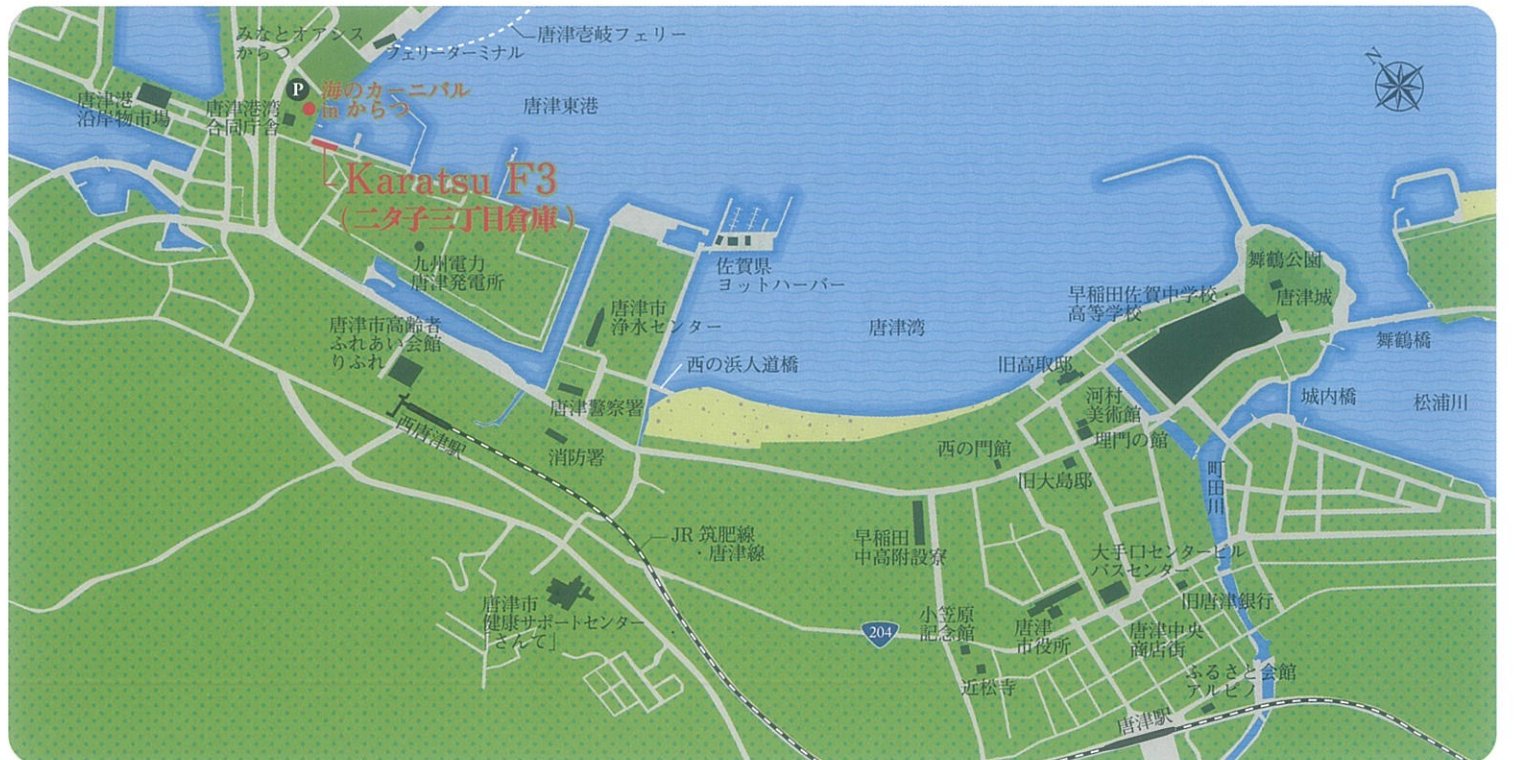 みなとオアシス
からつ
フェリーターミナル
唐津壱岐フェリー
N
P
海のカーニバル
in からつ
唐津東港
唐津港
沿岸物市場
唐津港湾
合同庁舎
Karatsu F3
(二タ子三丁目倉庫)
九州電力
唐津発電所
佐賀県
ヨットハーバー
舞鶴公園
唐津城
早稲田佐賀中学校・
高等学校
唐津市
浄水センター
唐津湾
舞鶴橋
唐津市高齢者
ふれあい会館
りふれ
西の浜人道橋
旧高取邸
河村
美術館
城内橋
松浦川
唐津警察署
西唐津駅
消防署
西の門館
埋門の館
旧大島邸
町田川
JR 筑肥線
・唐津線
早稲田
中高附設寮
大手口センタービル
バスセンター
旧唐津銀行
唐津市
健康サポートセンター
「さんて」
204
小笠原
記念館
唐津
市役所
唐津中央
商店街
近松寺
ふるさと会館
アルピノ
唐津駅